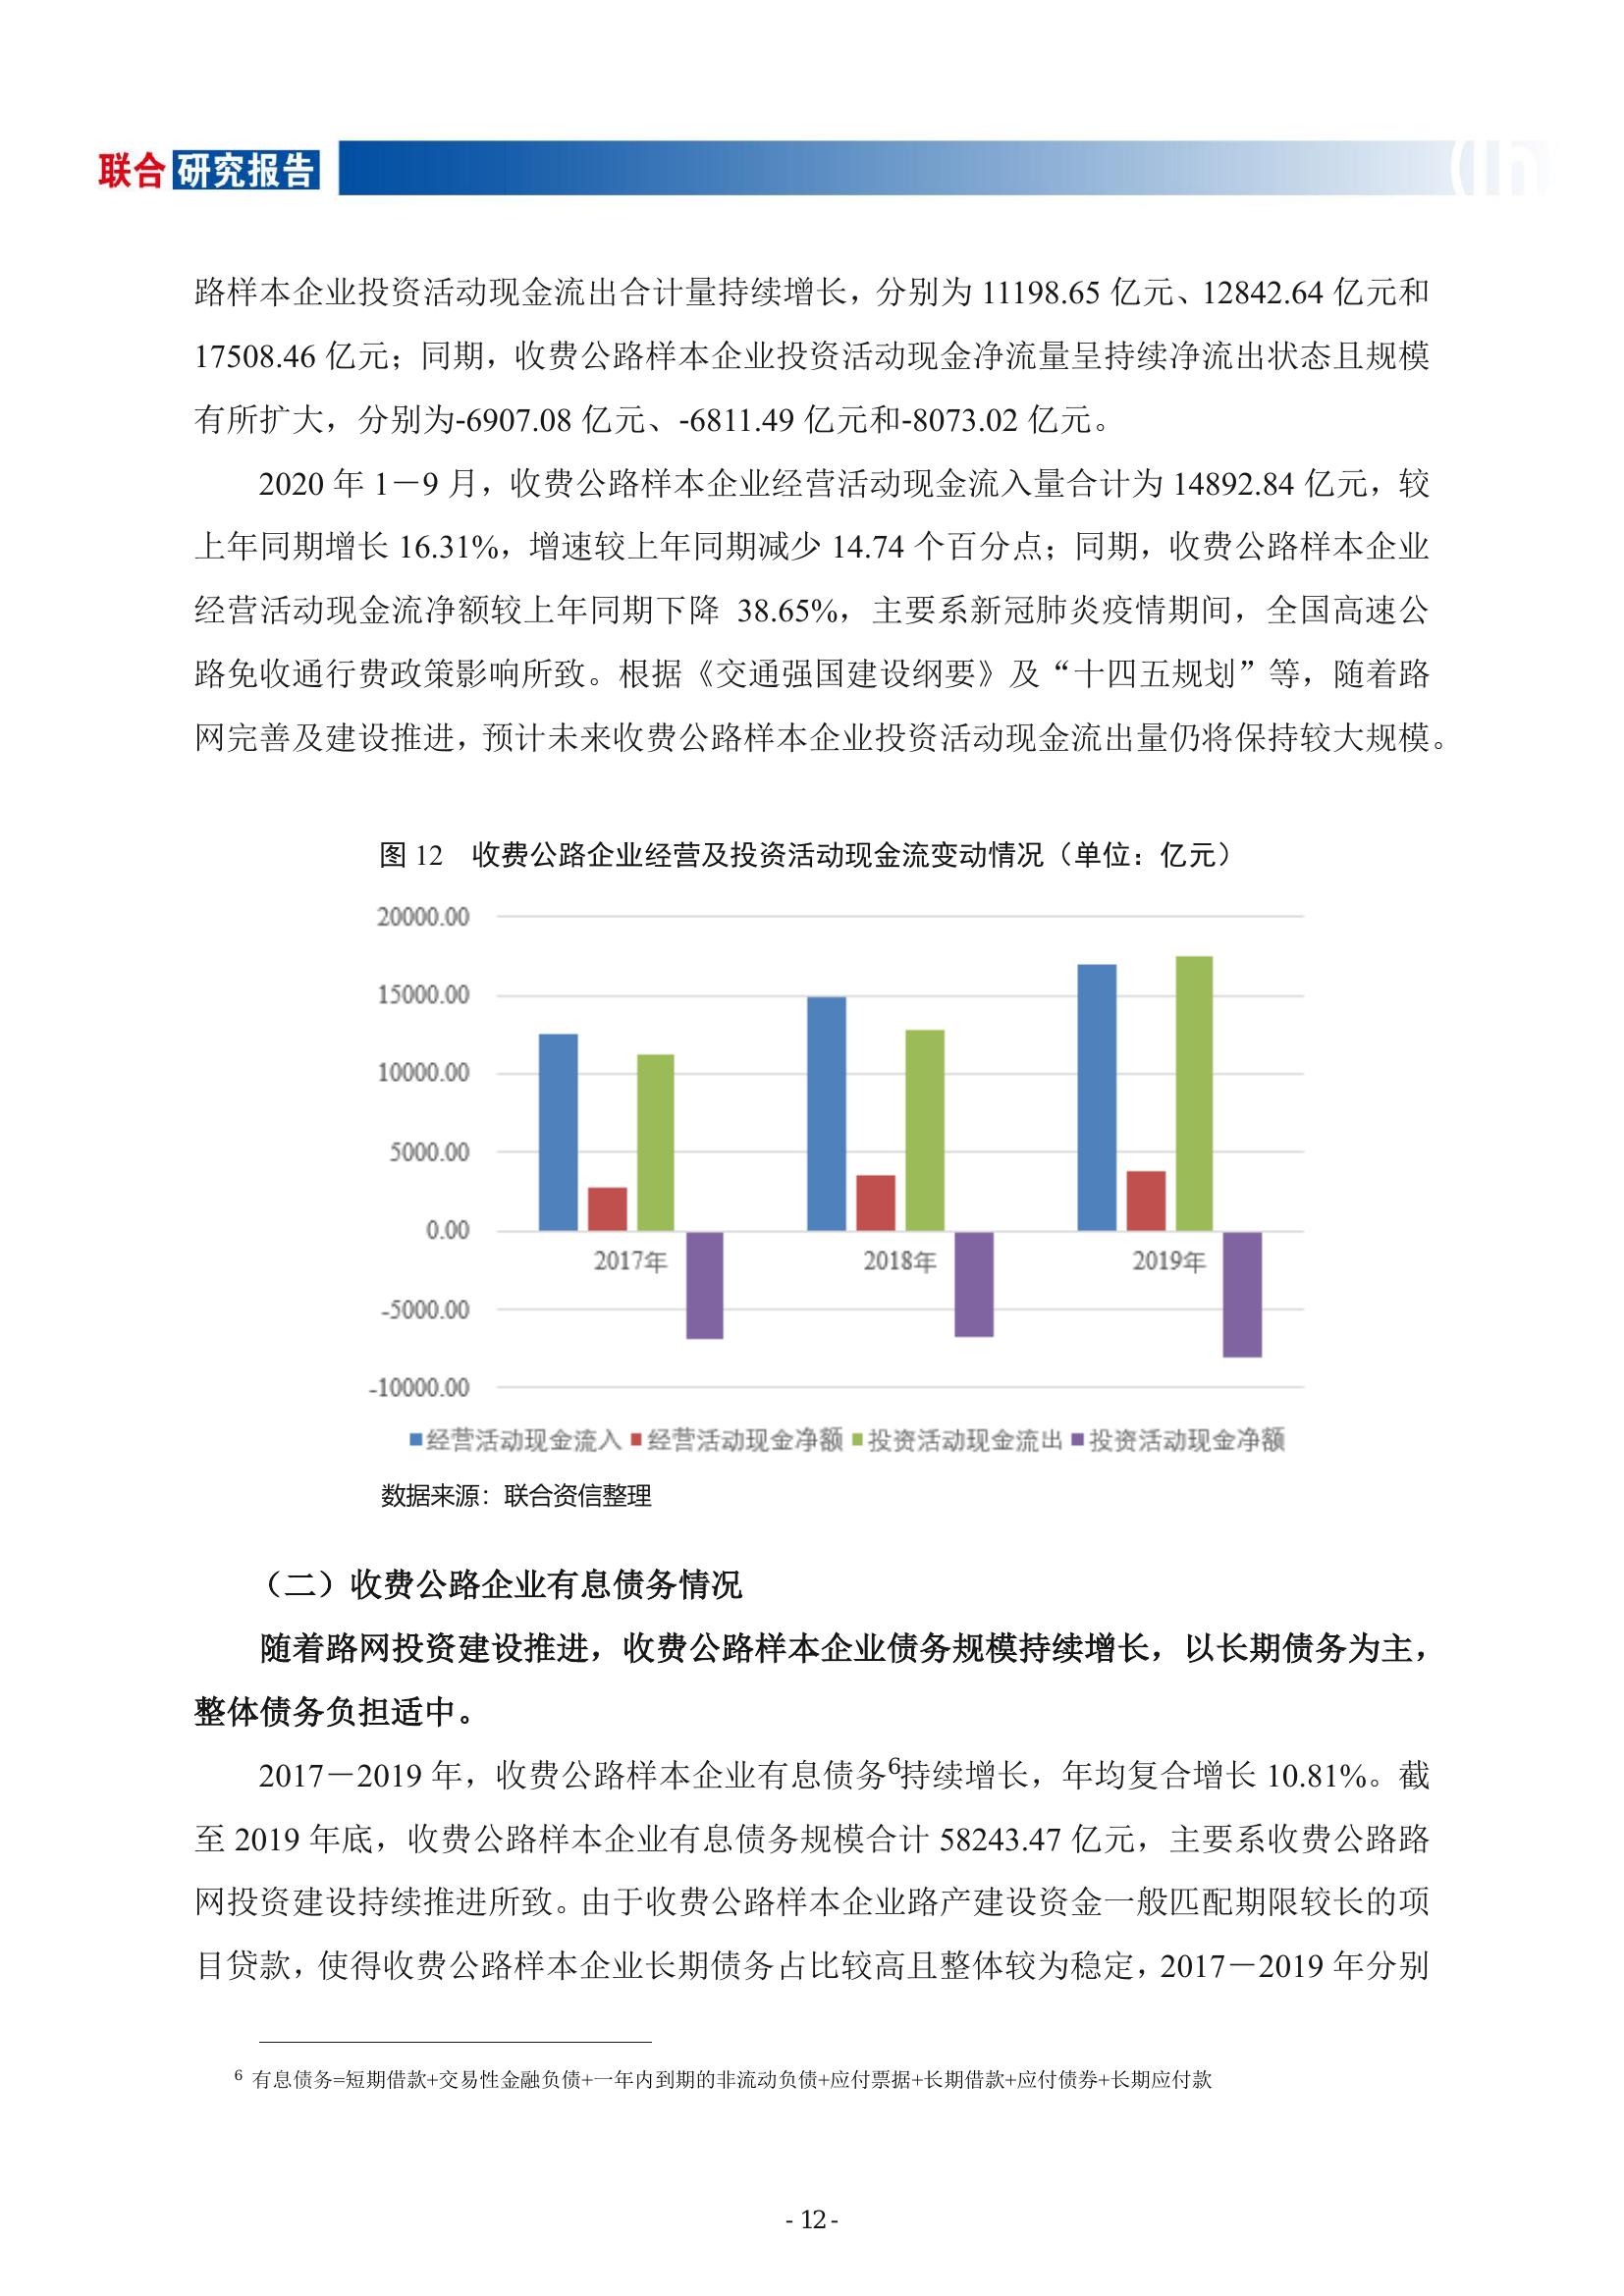 联合 研究报告
路样本企业投资活动现金流出合计量持续增长，分别为 11198.65 亿元、12842.64 亿元和
17508.46 亿元；同期，收费公路样本企业投资活动现金净流量呈持续净流出状态且规模
有所扩大，分别为-6907.08 亿元、-6811.49 亿元和-8073.02 亿元。
2020 年 1－9 月，收费公路样本企业经营活动现金流入量合计为 14892.84 亿元，较
上年同期增长 16.31%，增速较上年同期减少 14.74 个百分点；同期，收费公路样本企业
经营活动现金流净额较上年同期下降 38.65%，主要系新冠肺炎疫情期间，全国高速公
路免收通行费政策影响所致。根据《交通强国建设纲要》及“十四五规划”等，随着路
网完善及建设推进，预计未来收费公路样本企业投资活动现金流出量仍将保持较大规模。
图 12 收费公路企业经营及投资活动现金流变动情况（单位：亿元）
20000.00
15000.00
10000.00
5000.00
0.00
2017年 2018年 2019年
-5000.00
-10000.00
经营活动现金流入 经营活动现金净额 投资活动现金流出 投资活动现金净额
数据来源：联合资信整理
（二）收费公路企业有息债务情况
随着路网投资建设推进，收费公路样本企业债务规模持续增长，以长期债务为主，
整体债务负担适中。
2017－2019 年，收费公路样本企业有息债务6持续增长，年均复合增长 10.81%。截
至 2019 年底，收费公路样本企业有息债务规模合计 58243.47 亿元，主要系收费公路路
网投资建设持续推进所致。由于收费公路样本企业路产建设资金一般匹配期限较长的项
目贷款，使得收费公路样本企业长期债务占比较高且整体较为稳定，2017－2019 年分别
6 有息债务=短期借款+交易性金融负债+一年内到期的非流动负债+应付票据+长期借款+应付债券+长期应付款
- 12 -